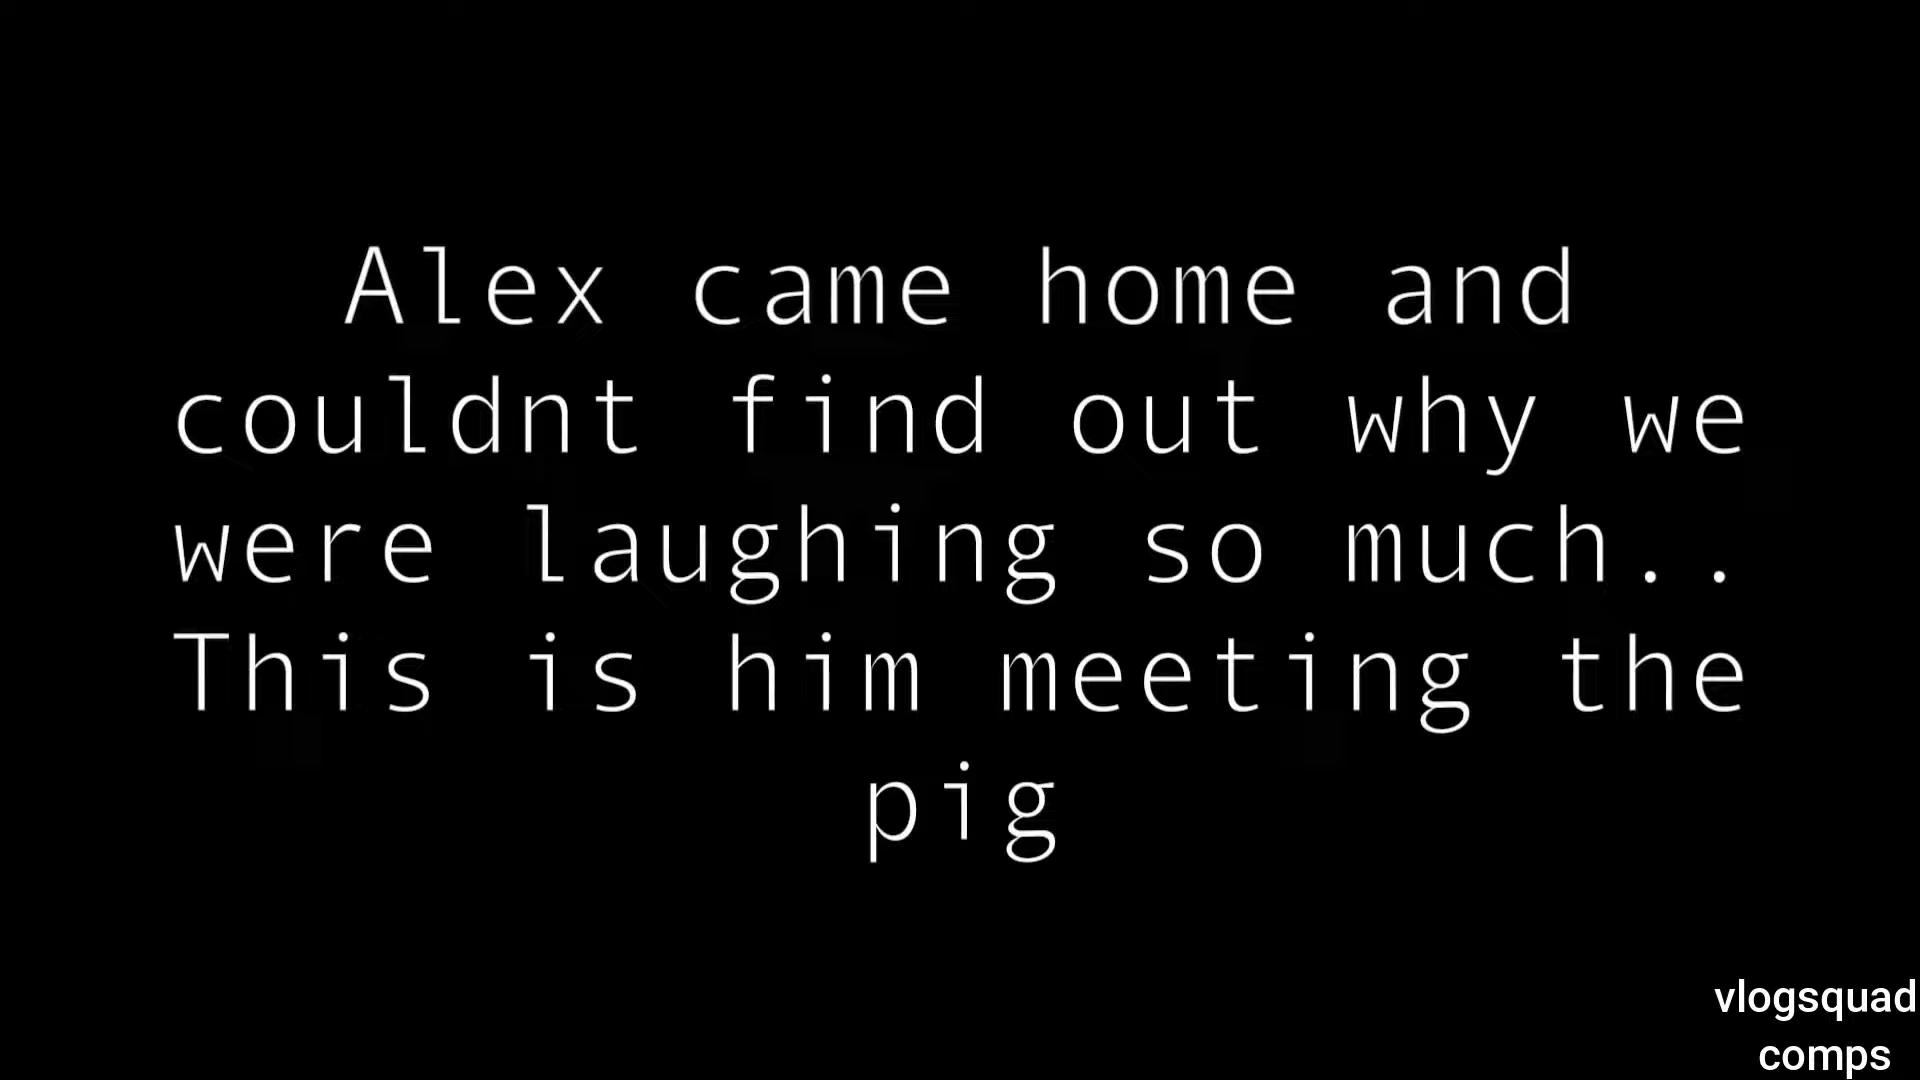 Alex came home and
couldnt find out why we
were laughing so much..
This is him meeting the
pig
vlogsquad
comps